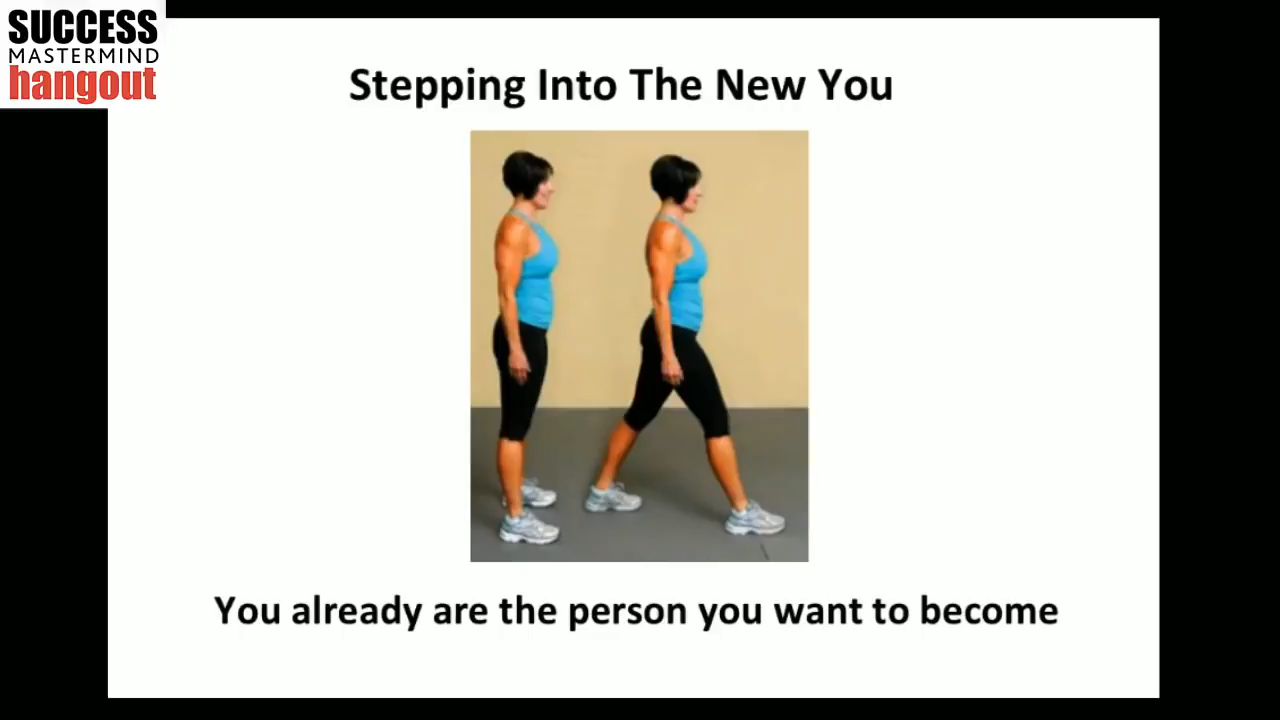 SUCCESS
MASTERMIND
hangout
Stepping Into The New You
You already are the person you want to become